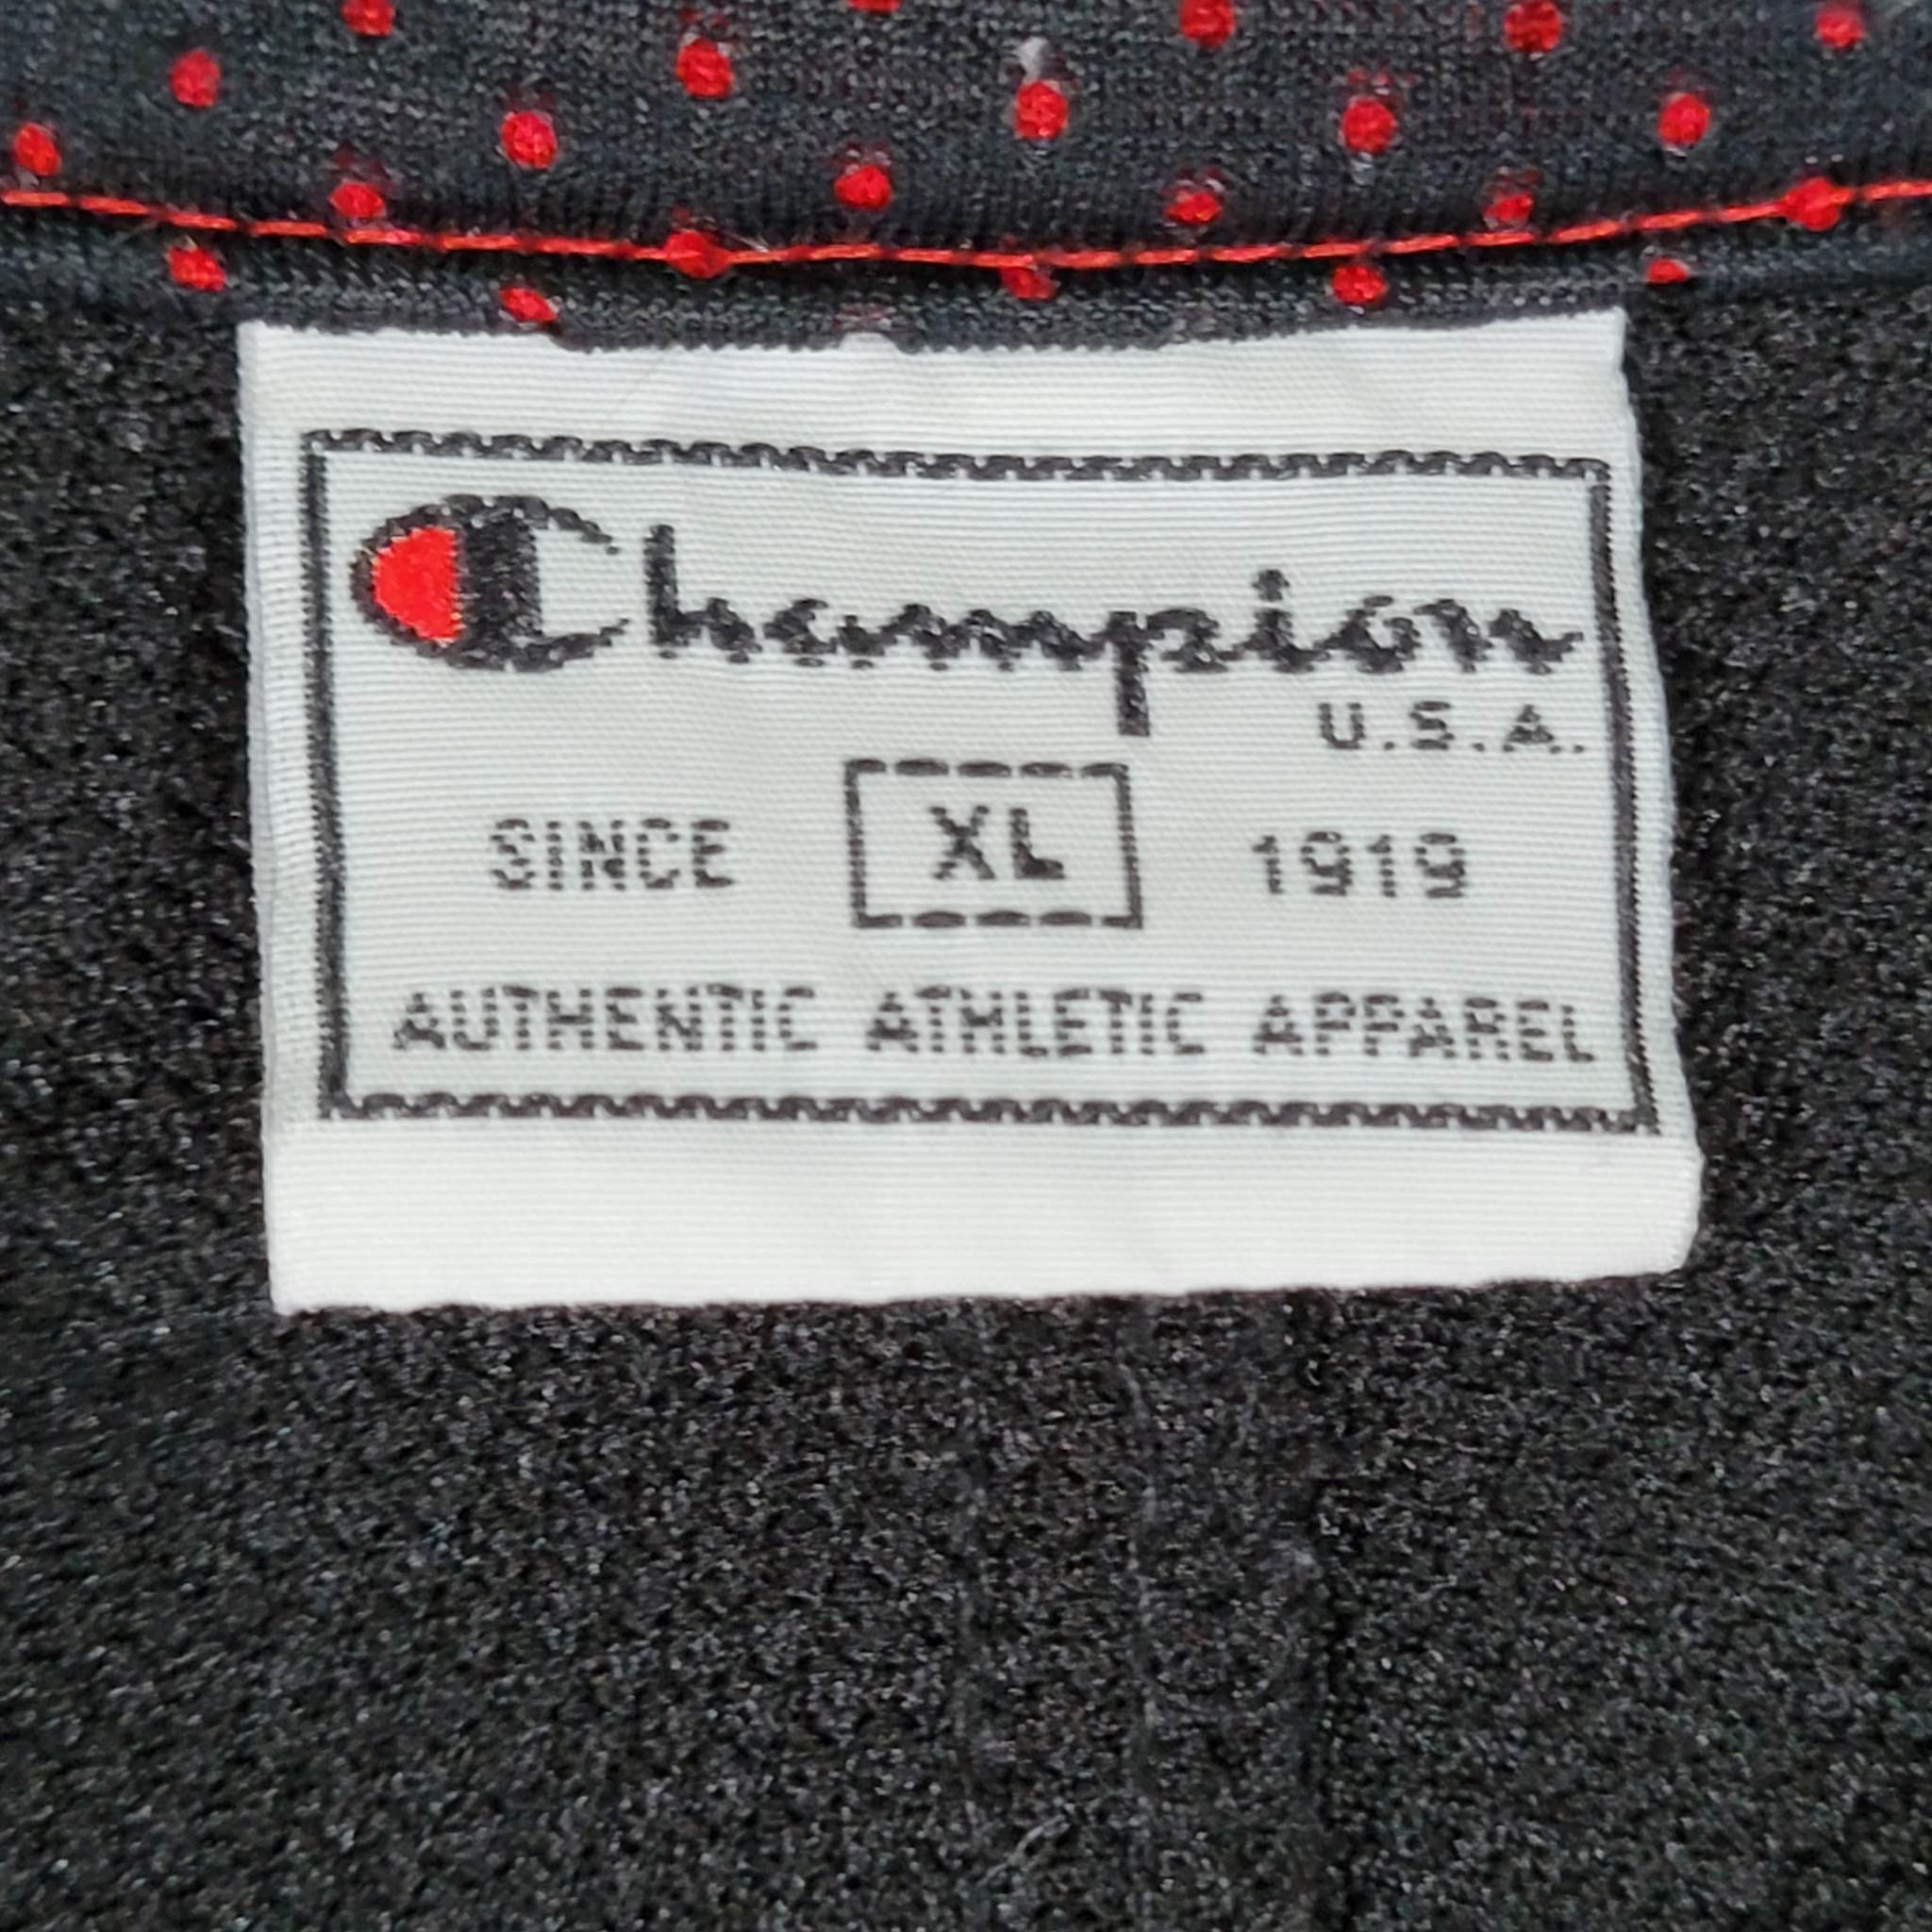 Champion
U.S.A.
SINCE XL 1919
AUTHENTIC ATHLETIC APPAREL